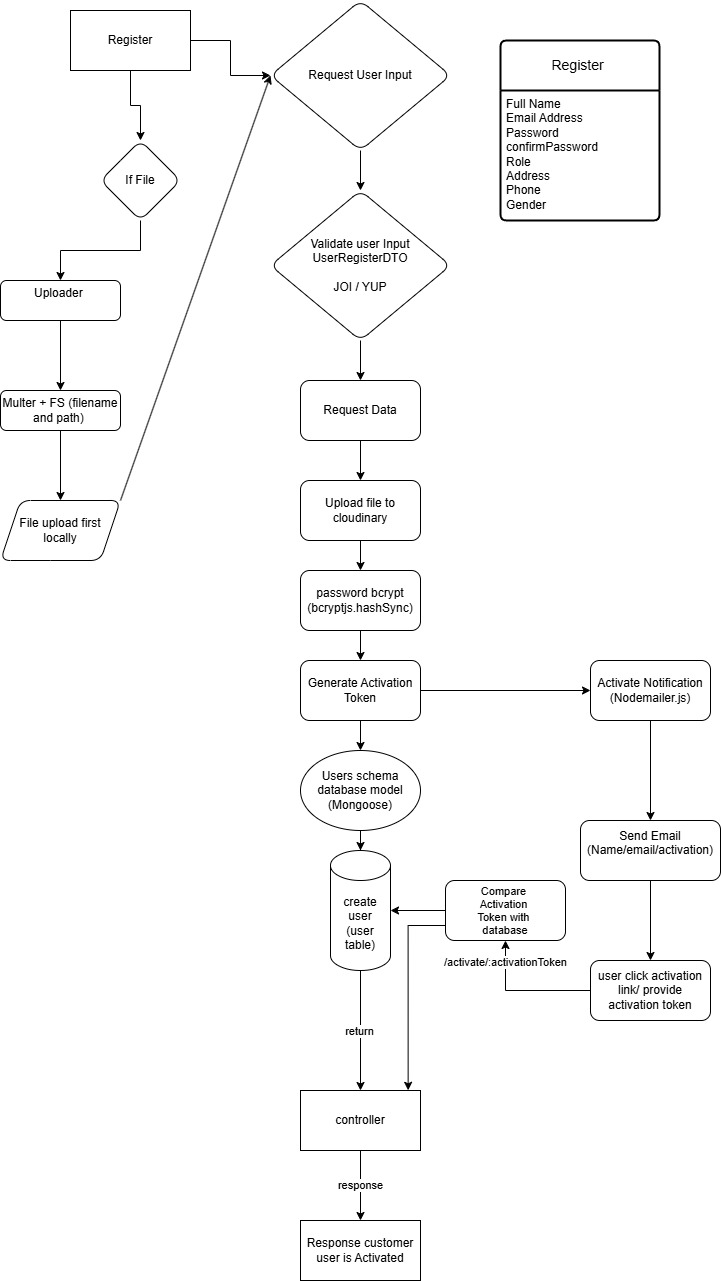 Register
Request User Input
Register
Full Name
Email Address
Password
confirmPassword
Role
Address
Phone
Gender
If File
Validate user Input
UserRegisterDTO
JOI / YUP
Uploader
Multer + FS (filename
and path)
File upload first
locally
Request Data
Upload file to
cloudinary
password bcrypt
(bcryptjs.hashSync)
Generate Activation
Token
Activate Notification
(Nodemailer.js)
Users schema
database model
(Mongoose)
Send Email
(Name/email/activation)
create
user
(user
table)
Compare
Activation
Token with
database
/activate/:activationToken
user click activation
link/ provide
activation token
return
controller
response
Response customer
user is Activated